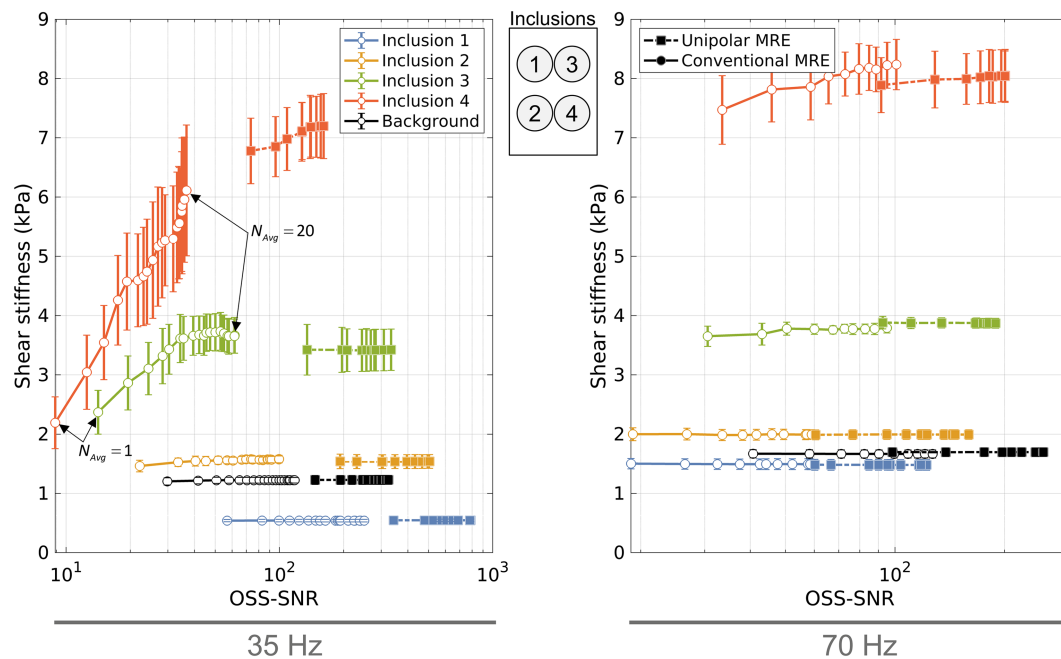 9
8
7
6
5
4
3
2
1
0
Shear stiffness (kPa)
Inclusion 1
Inclusion 2
Inclusion 3
Inclusion 4
Background
N_Avg = 20
N_Avg = 1
10^1
10^2
10^3
OSS-SNR
35 Hz
Inclusions
1 3
2 4
9
8
7
6
5
4
3
2
1
0
Shear stiffness (kPa)
Unipolar MRE
Conventional MRE
10^2
OSS-SNR
70 Hz